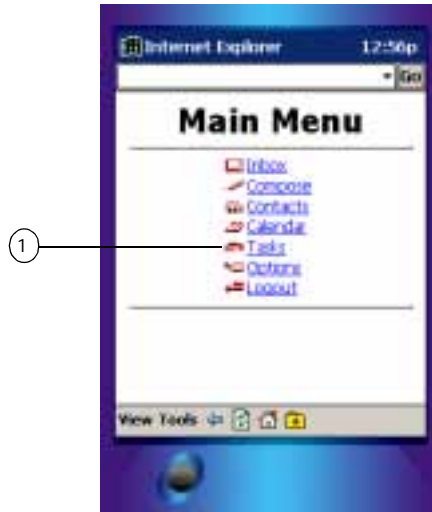 Internet Explorer 12:56p
Go
Main Menu
Inbox
Compose
Contacts
Calendar
1 Tasks
Options
Logout
View Tools